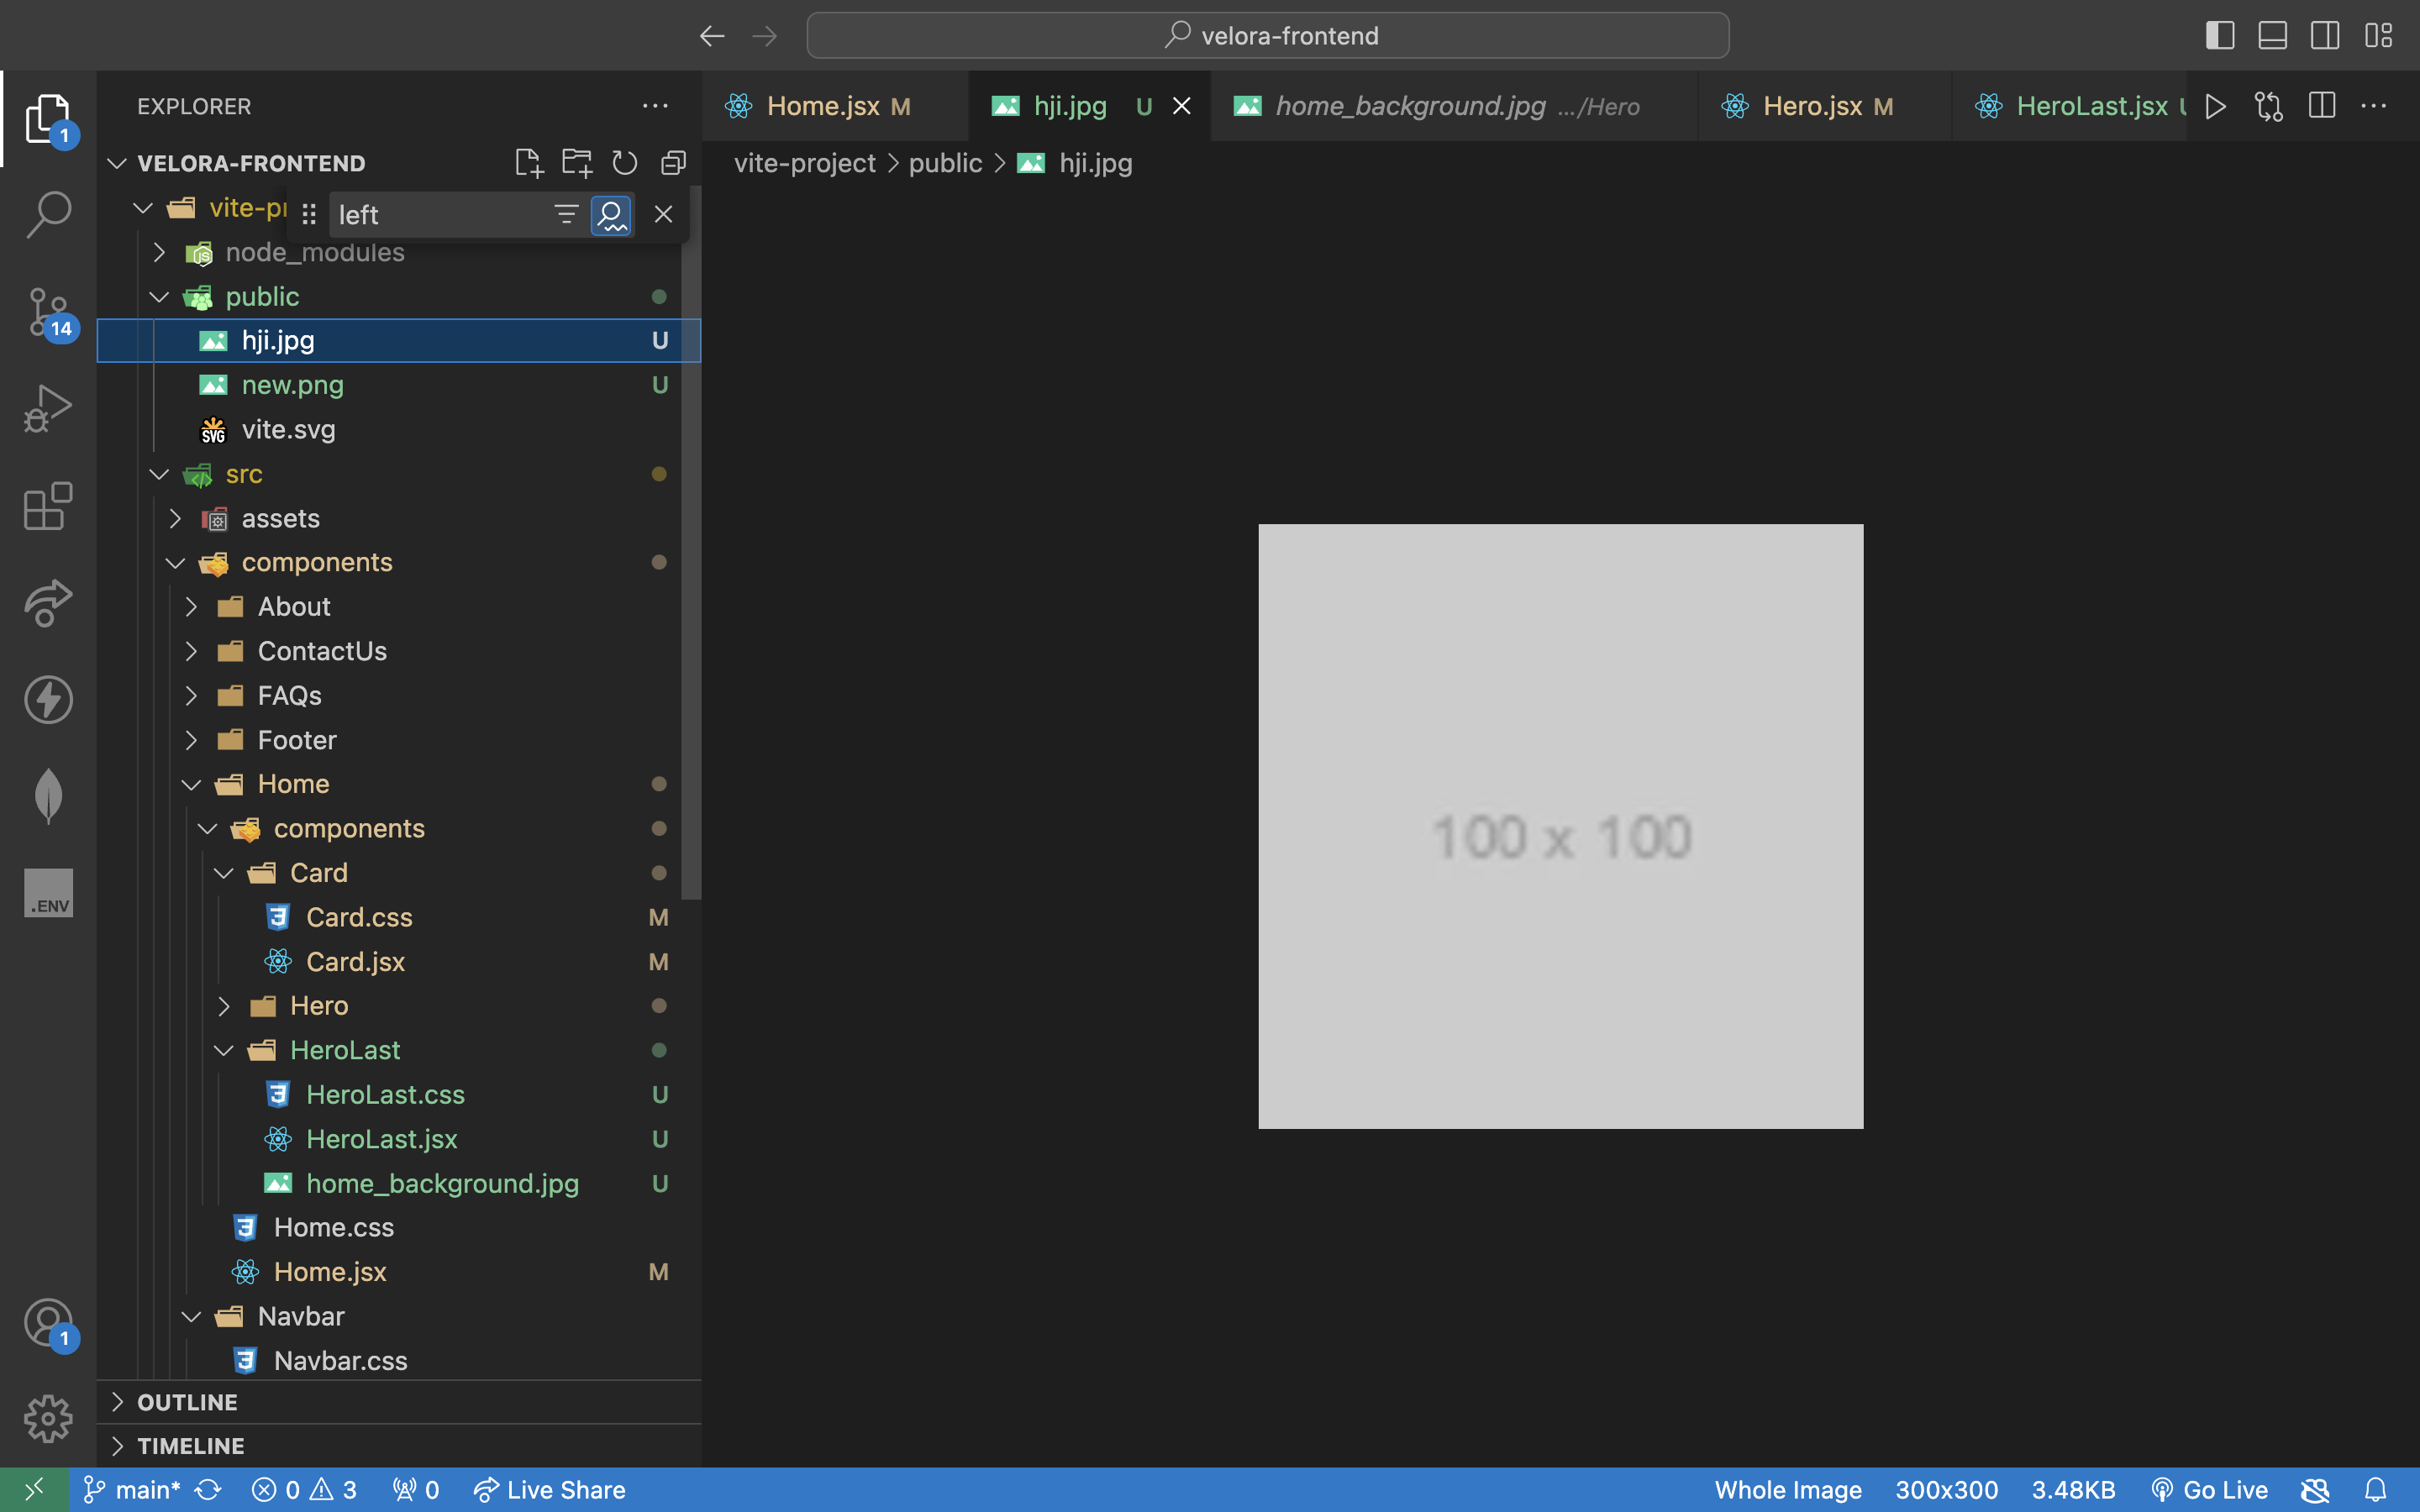 velora-frontend
EXPLORER
Home.jsx M
hji.jpg U
home_background.jpg .../Hero
Hero.jsx M
HeroLast.jsx
VELORA-FRONTEND
vite-project > public > hji.jpg
1
vite-pr
left
node_modules
public
14
hji.jpg U
new.png U
SVG vite.svg
src
assets
components
About
ContactUs
FAQs
Footer
Home
components
Card
.ENV
Card.css M
Card.jsx M
Hero
HeroLast
HeroLast.css U
HeroLast.jsx U
home_background.jpg U
Home.css
Home.jsx M
Navbar
1
Navbar.css
100 x 100
OUTLINE
TIMELINE
main* 0 3 0 Live Share
Whole Image 300x300 3.48KB Go Live